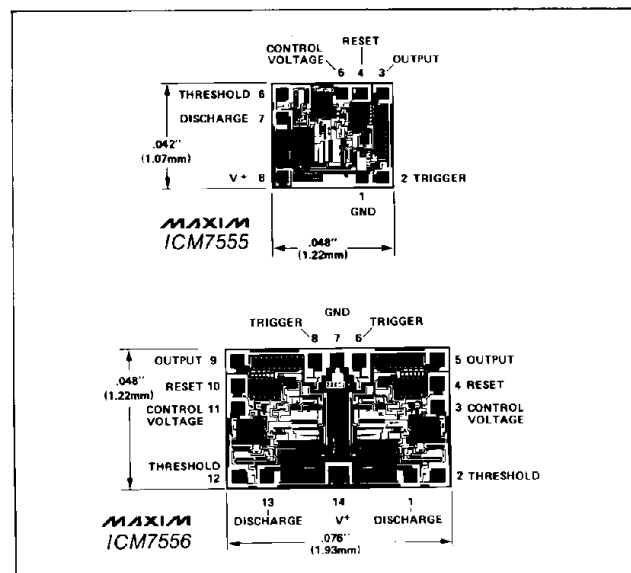 RESET
CONTROL VOLTAGE 6 4 3 OUTPUT
THRESHOLD 6
DISCHARGE 7
.042"
(1.07mm)
V+ 8
2 TRIGGER
1
GND
MAXIM
ICM7555
.048"
(1.22mm)
GND
TRIGGER 8 7 6 TRIGGER
OUTPUT 9
5 OUTPUT
.048"
(1.22mm)
RESET 10
4 RESET
CONTROL 11
VOLTAGE
3 CONTROL
VOLTAGE
THRESHOLD
12
2 THRESHOLD
13 14 1
DISCHARGE V+ DISCHARGE
MAXIM
ICM7556
.076"
(1.93mm)